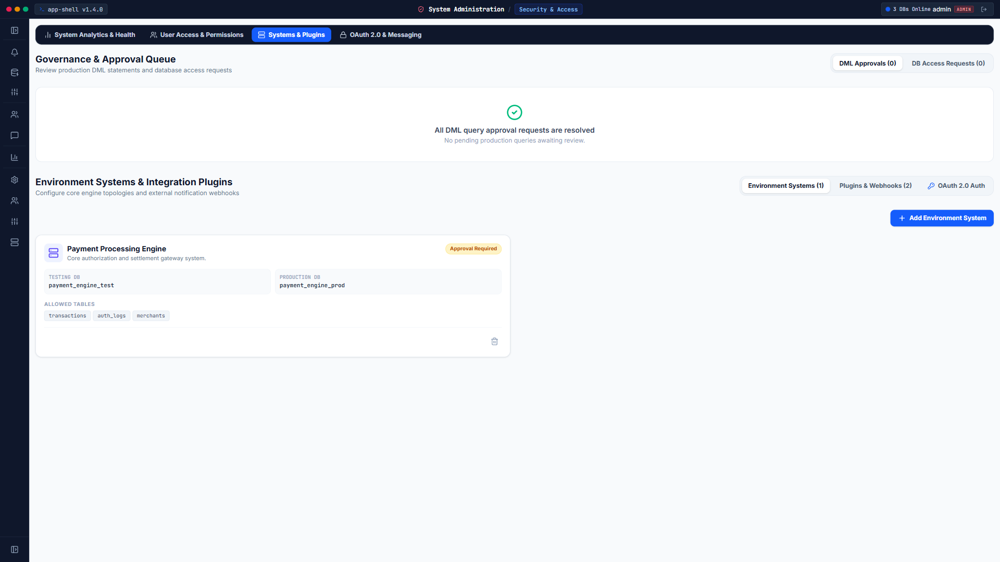 app-shell v1.4.0
System Administration / Security & Access
3 DBs Online admin ADMIN
System Analytics & Health
User Access & Permissions
Systems & Plugins
OAuth 2.0 & Messaging
Governance & Approval Queue
Review production DML statements and database access requests
DML Approvals (0)
DB Access Requests (0)
All DML query approval requests are resolved
No pending production queries awaiting review.
Environment Systems & Integration Plugins
Configure core engine topologies and external notification webhooks
Environment Systems (1)
Plugins & Webhooks (2)
OAuth 2.0 Auth
Add Environment System
Payment Processing Engine
Core authorization and settlement gateway system.
Approval Required
TESTING DB
payment_engine_test
PRODUCTION DB
payment_engine_prod
ALLOWED TABLES
transactions
auth_logs
merchants